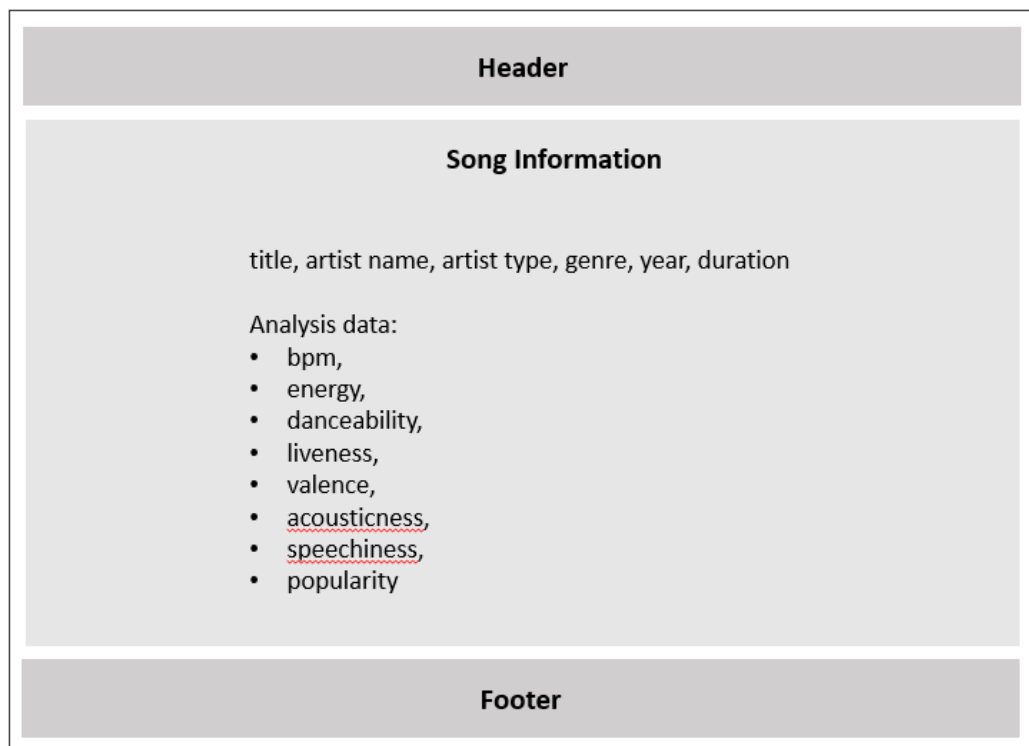 Header
Song Information
title, artist name, artist type, genre, year, duration
Analysis data:
• bpm,
• energy,
• danceability,
• liveness,
• valence,
• acousticness,
• speechiness,
• popularity
Footer